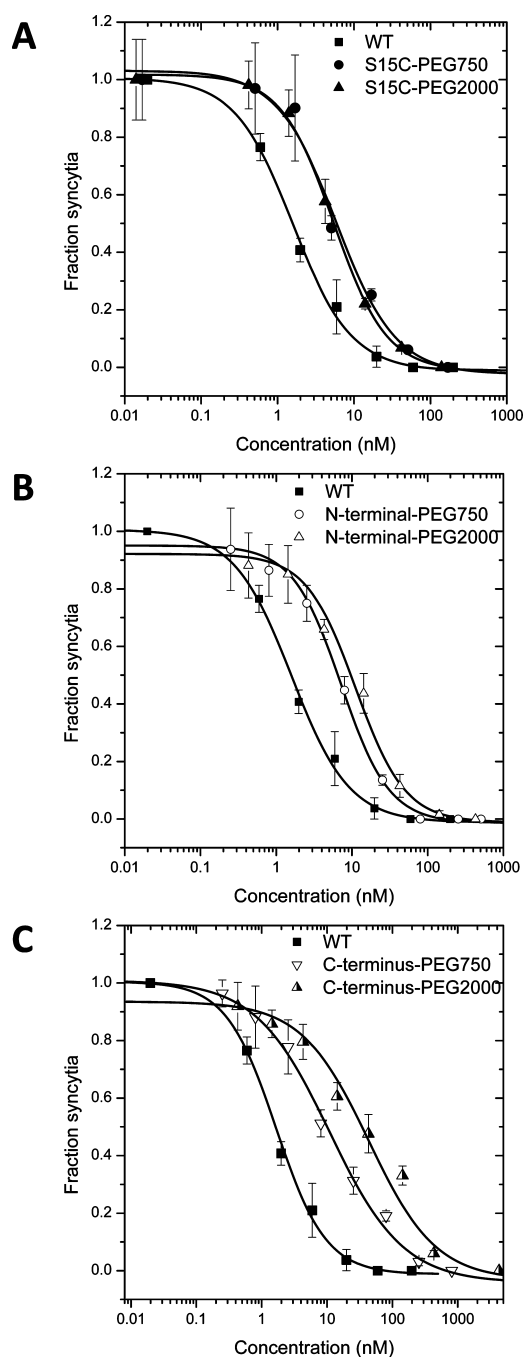 A
1.2
WT
S15C-PEG750
1.0
S15C-PEG2000
0.8
0.6
0.4
0.2
0.0
Fraction syncytia
0.01 0.1 1 10 100 1000
Concentration (nM)
B
1.2
WT
N-terminal-PEG750
1.0
N-terminal-PEG2000
0.8
0.6
0.4
0.2
0.0
Fraction syncytia
0.01 0.1 1 10 100 1000
Concentration (nM)
C
1.2
WT
C-terminus-PEG750
1.0
C-terminus-PEG2000
0.8
0.6
0.4
0.2
0.0
Fraction syncytia
0.01 0.1 1 10 100 1000
Concentration (nM)